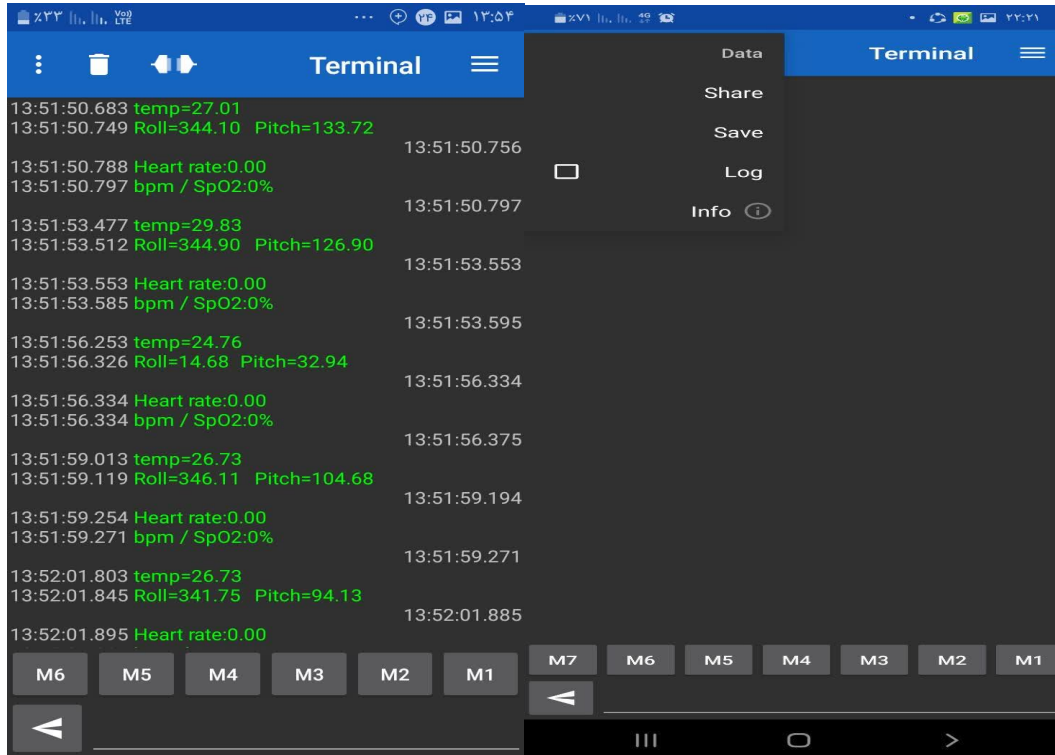 ٪۳۳ Vo)) LTE ۲۴ ۱۳:۵۴
Terminal
13:51:50.683 temp=27.01
13:51:50.749 Roll=344.10 Pitch=133.72
13:51:50.756
13:51:50.788 Heart rate:0.00
13:51:50.797 bpm / SpO2:0%
13:51:50.797
13:51:53.477 temp=29.83
13:51:53.512 Roll=344.90 Pitch=126.90
13:51:53.553
13:51:53.553 Heart rate:0.00
13:51:53.585 bpm / SpO2:0%
13:51:53.595
13:51:56.253 temp=24.76
13:51:56.326 Roll=14.68 Pitch=32.94
13:51:56.334
13:51:56.334 Heart rate:0.00
13:51:56.334 bpm / SpO2:0%
13:51:56.375
13:51:59.013 temp=26.73
13:51:59.119 Roll=346.11 Pitch=104.68
13:51:59.194
13:51:59.254 Heart rate:0.00
13:51:59.271 bpm / SpO2:0%
13:51:59.271
13:52:01.803 temp=26.73
13:52:01.845 Roll=341.75 Pitch=94.13
13:52:01.885
13:52:01.895 Heart rate:0.00
M6 M5 M4 M3 M2 M1
٪۷۱ 4G ۲۲:۲۱
Terminal
Data
Share
Save
Log
Info
M7 M6 M5 M4 M3 M2 M1